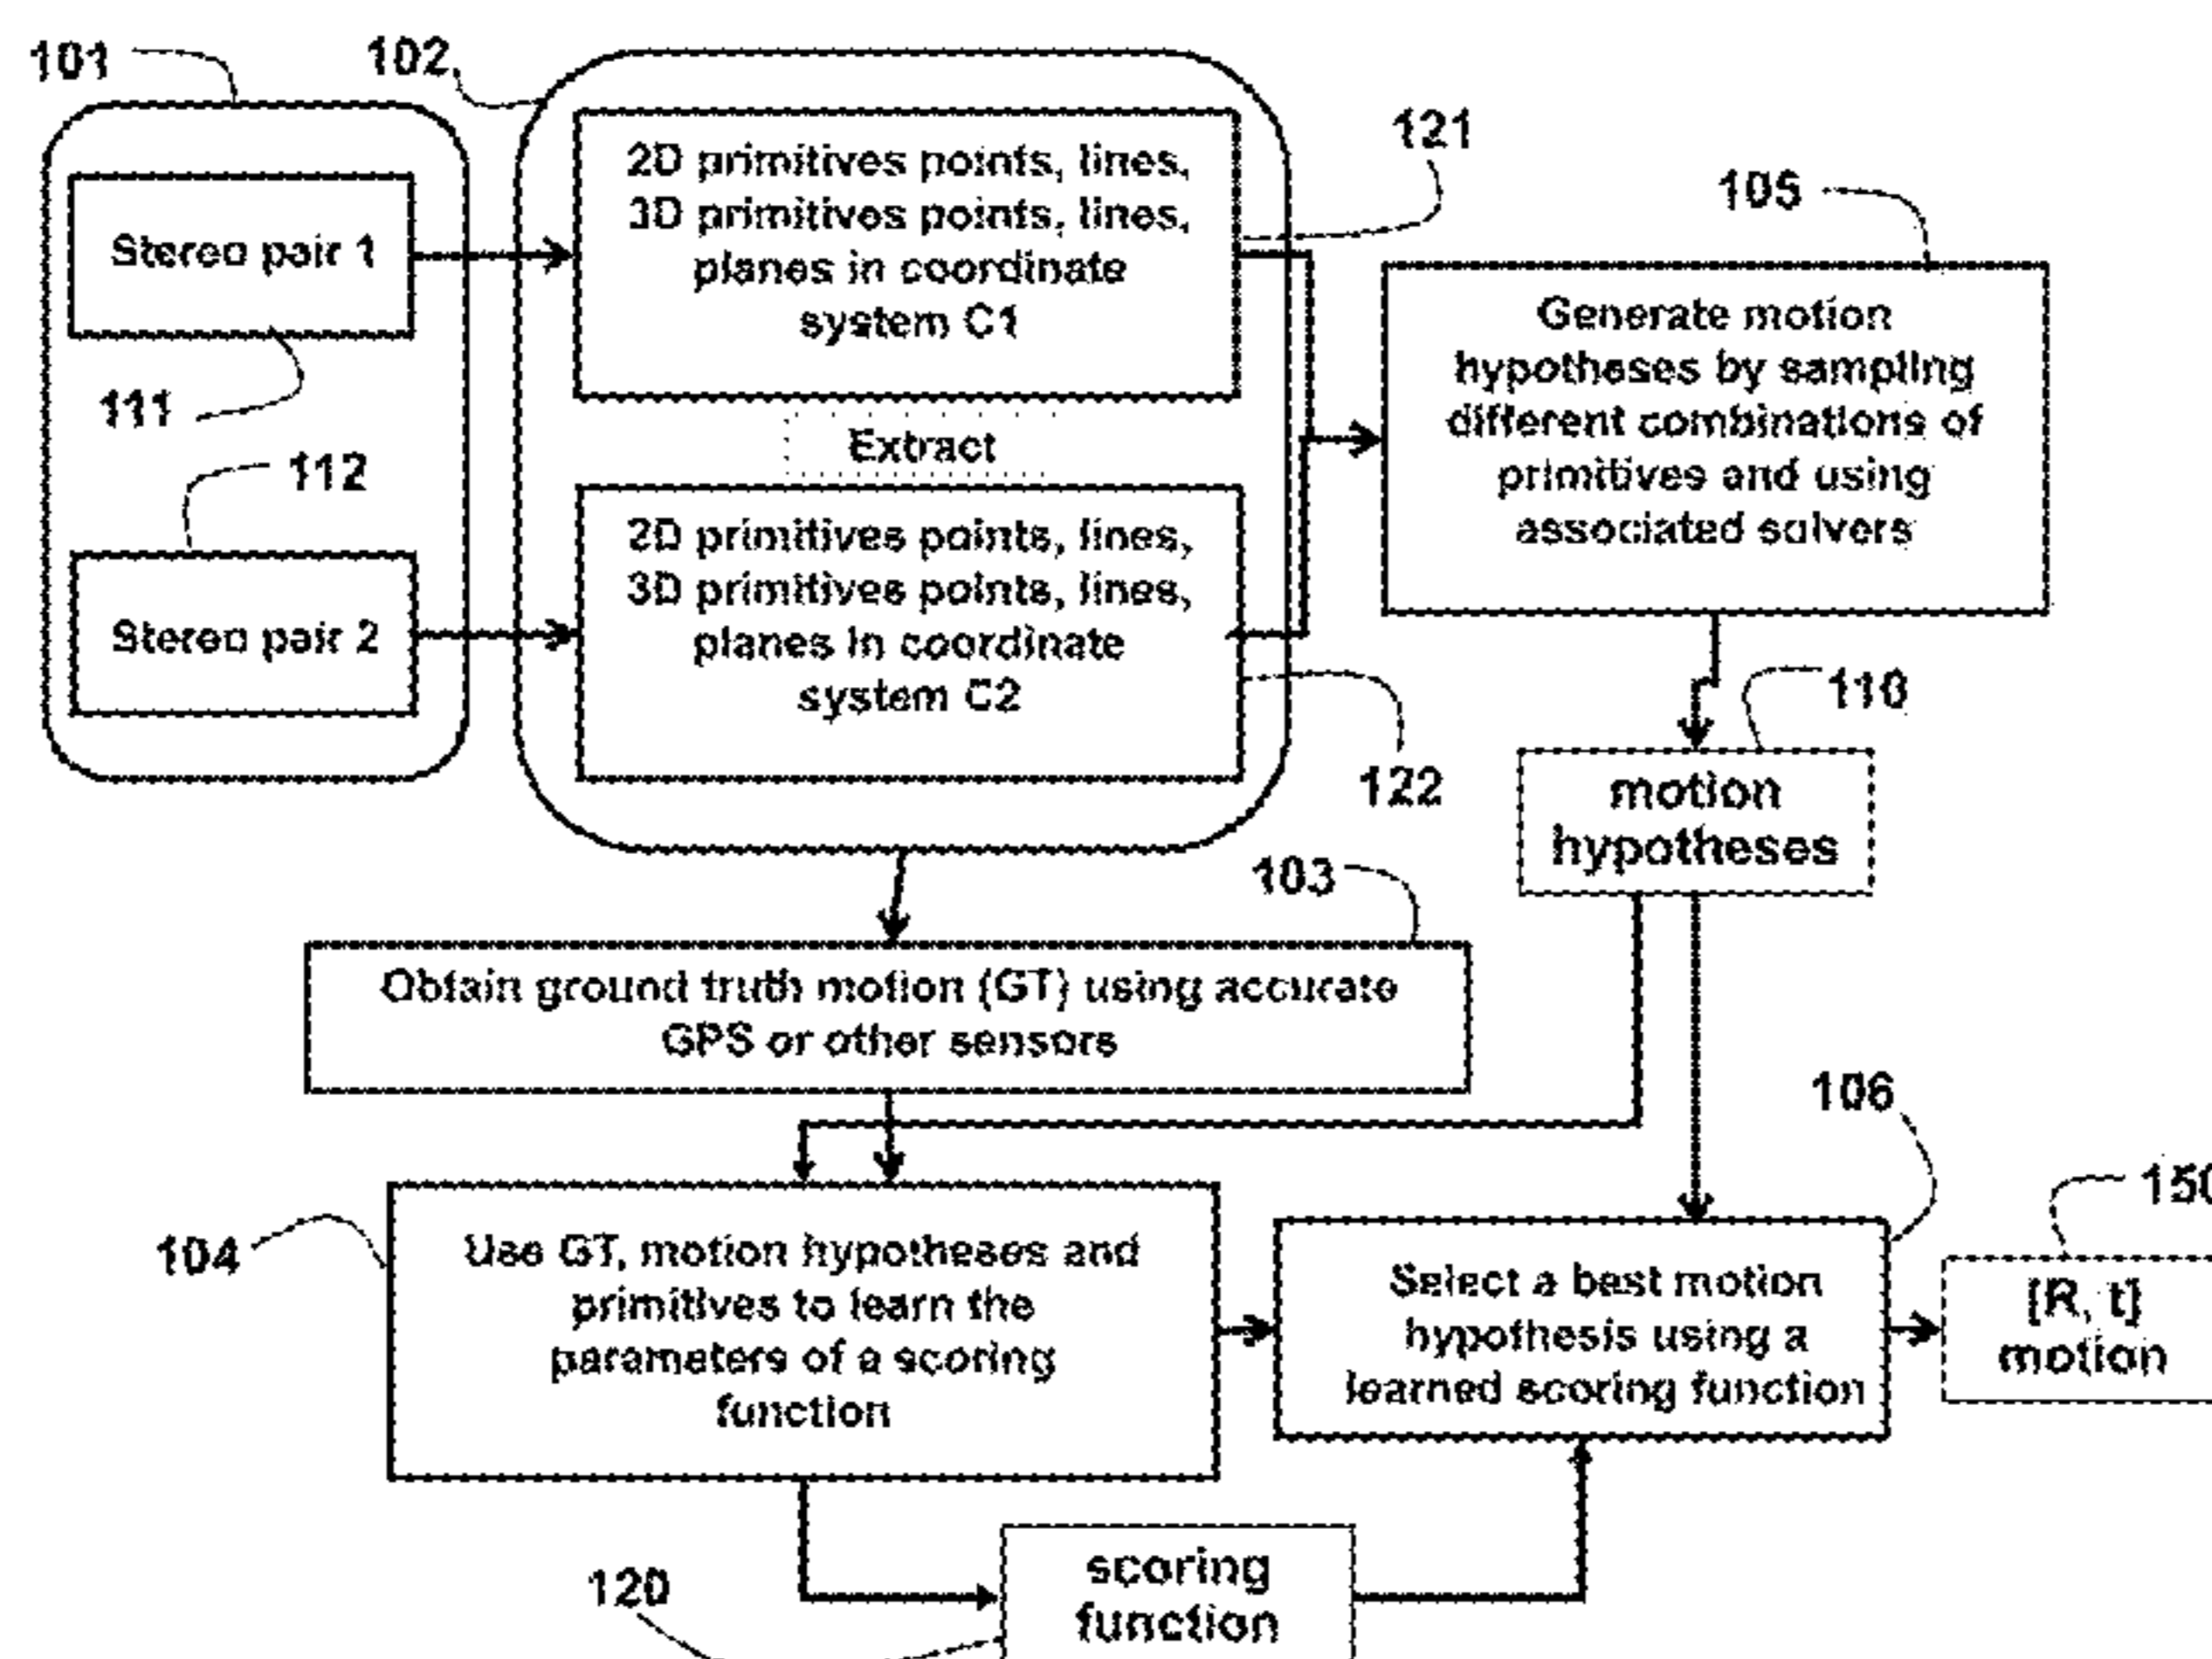 101
102
Stereo pair 1
111
112
Stereo pair 2
2D primitives points, lines,
3D primitives points, lines,
planes in coordinate
system C1
121
Extract
2D primitives points, lines,
3D primitives points, lines,
planes in coordinate
system C2
122
105
Generate motion
hypotheses by sampling
different combinations of
primitives and using
associated solvers
110
motion
hypotheses
103
Obtain ground truth motion (GT) using accurate
GPS or other sensors
104
Use GT, motion hypotheses and
primitives to learn the
parameters of a scoring
function
106
Select a best motion
hypothesis using a
learned scoring function
150
[R, t]
motion
120
scoring
function